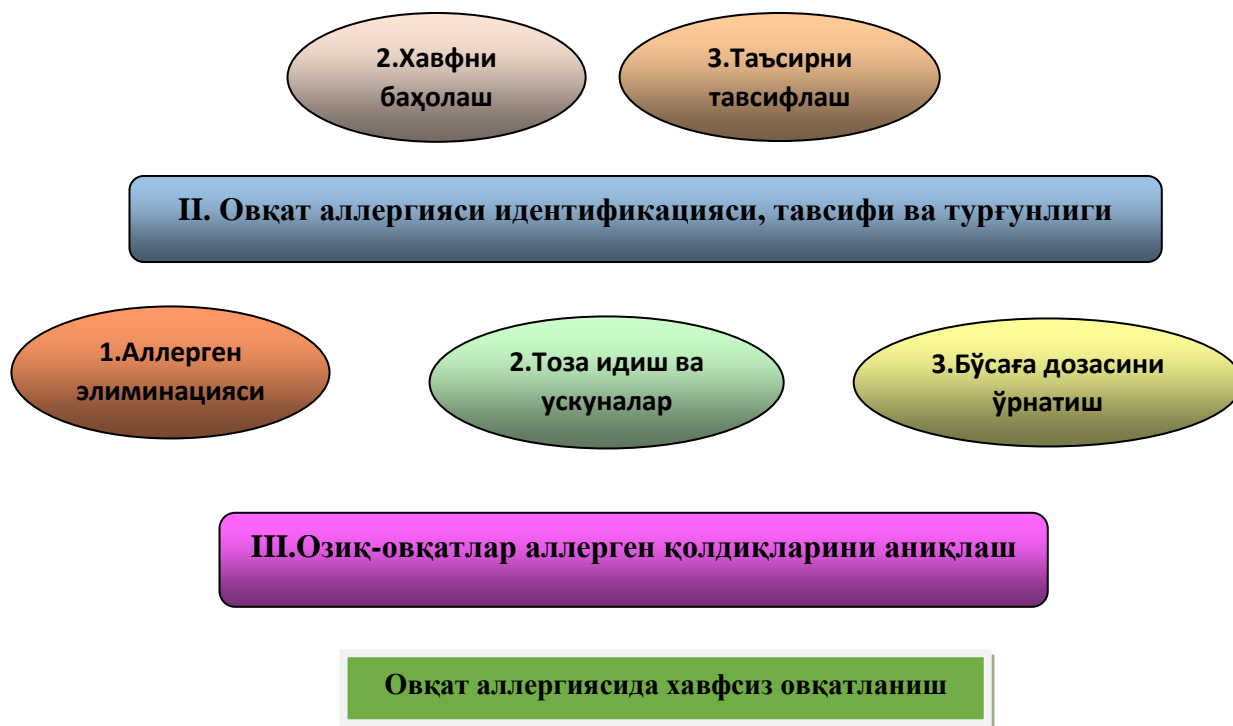 2.Хавфни
баҳолаш
3.Таъсирни
тавсифлаш
II. Овқат аллергияси идентификацияси, тавсифи ва турғунлиги
1.Аллерген
элиминацияси
2.Тоза идиш ва
ускуналар
3.Бўсаға дозасини
ўрнатиш
III.Озиқ-овқатлар аллерген қолдиқларини аниқлаш
Овқат аллергиясида хавфсиз овқатланиш